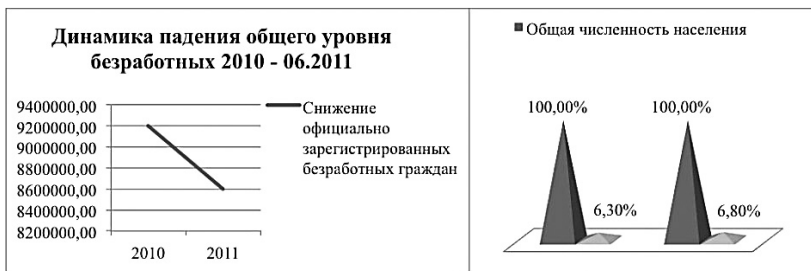 Динамика падения общего уровня
безработных 2010 - 06.2011
9400000,00
9200000,00
9000000,00
8800000,00
8600000,00
8400000,00
8200000,00
2010 2011
Снижение
официально
зарегистрированных
безработных граждан
Общая численность населения
100,00% 100,00%
6,30% 6,80%